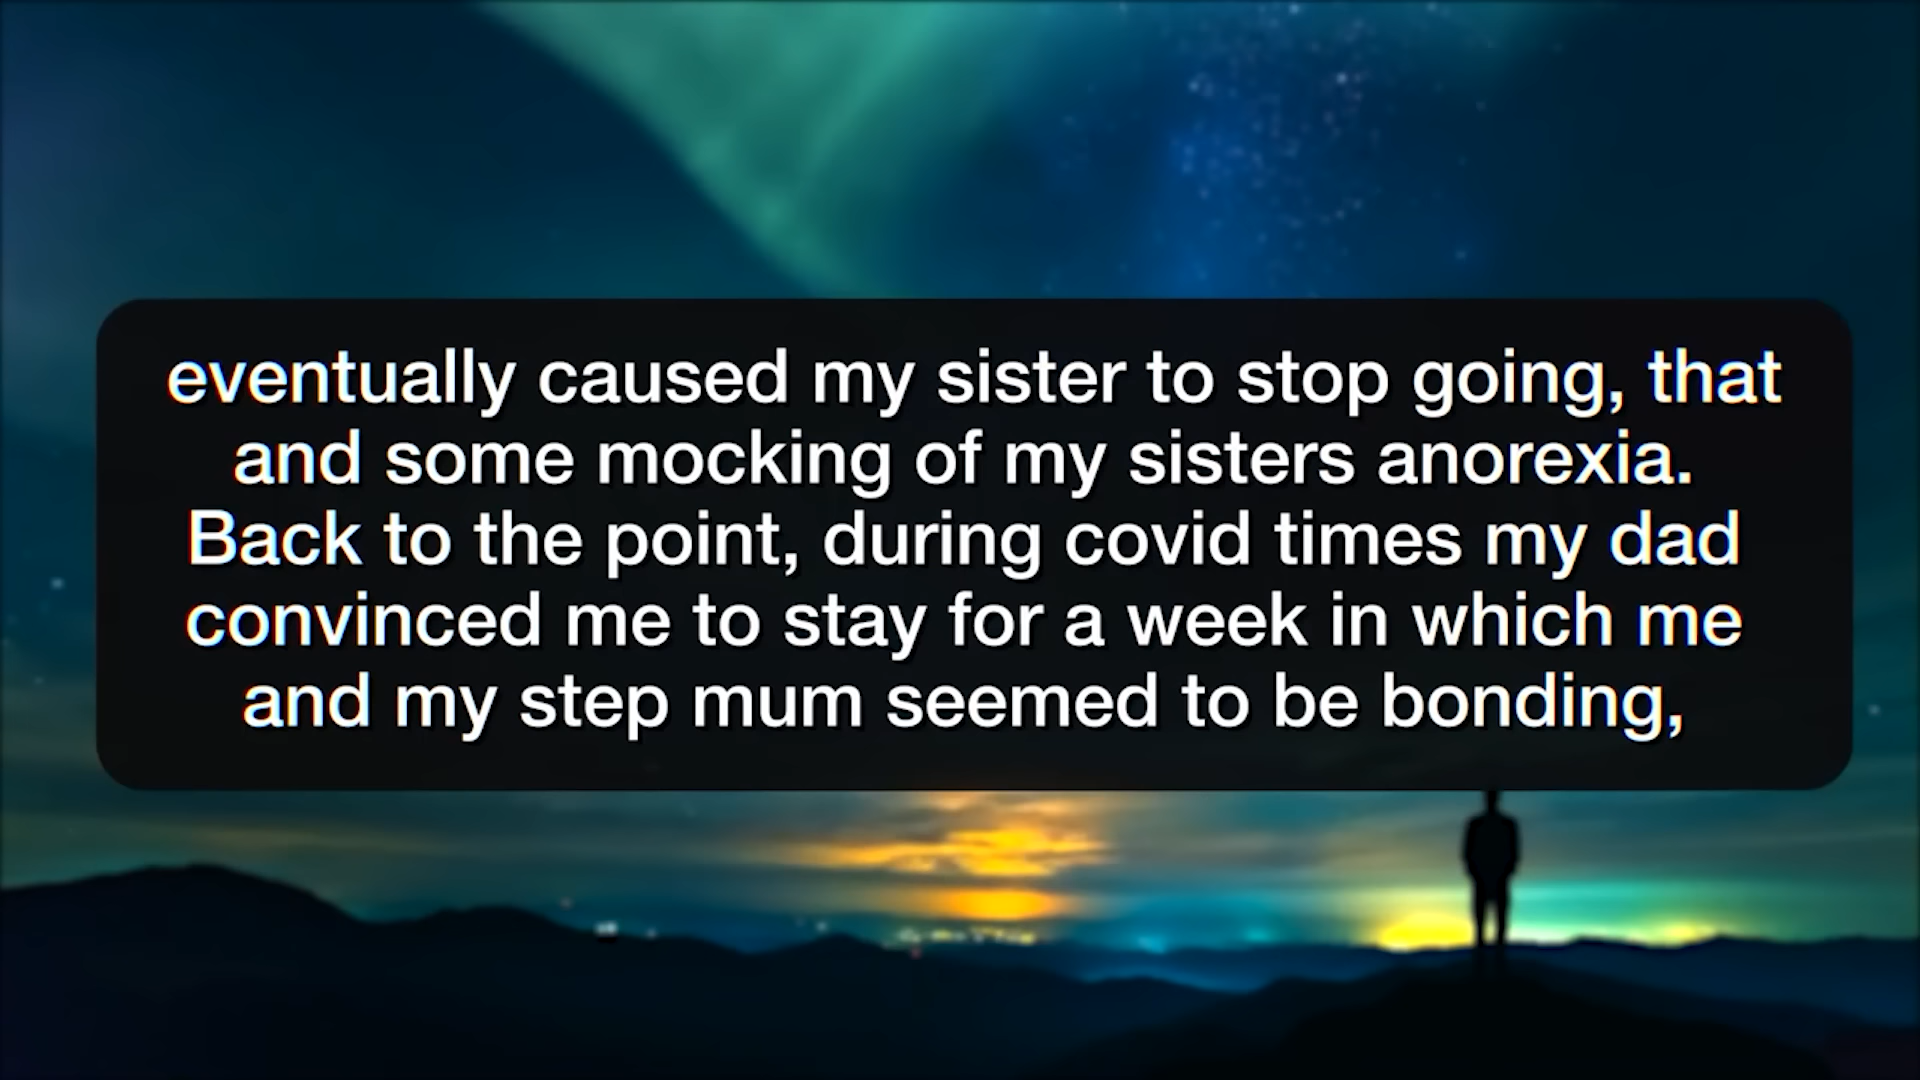 eventually caused my sister to stop going, that
and some mocking of my sisters anorexia.
Back to the point, during covid times my dad
convinced me to stay for a week in which me
and my step mum seemed to be bonding,